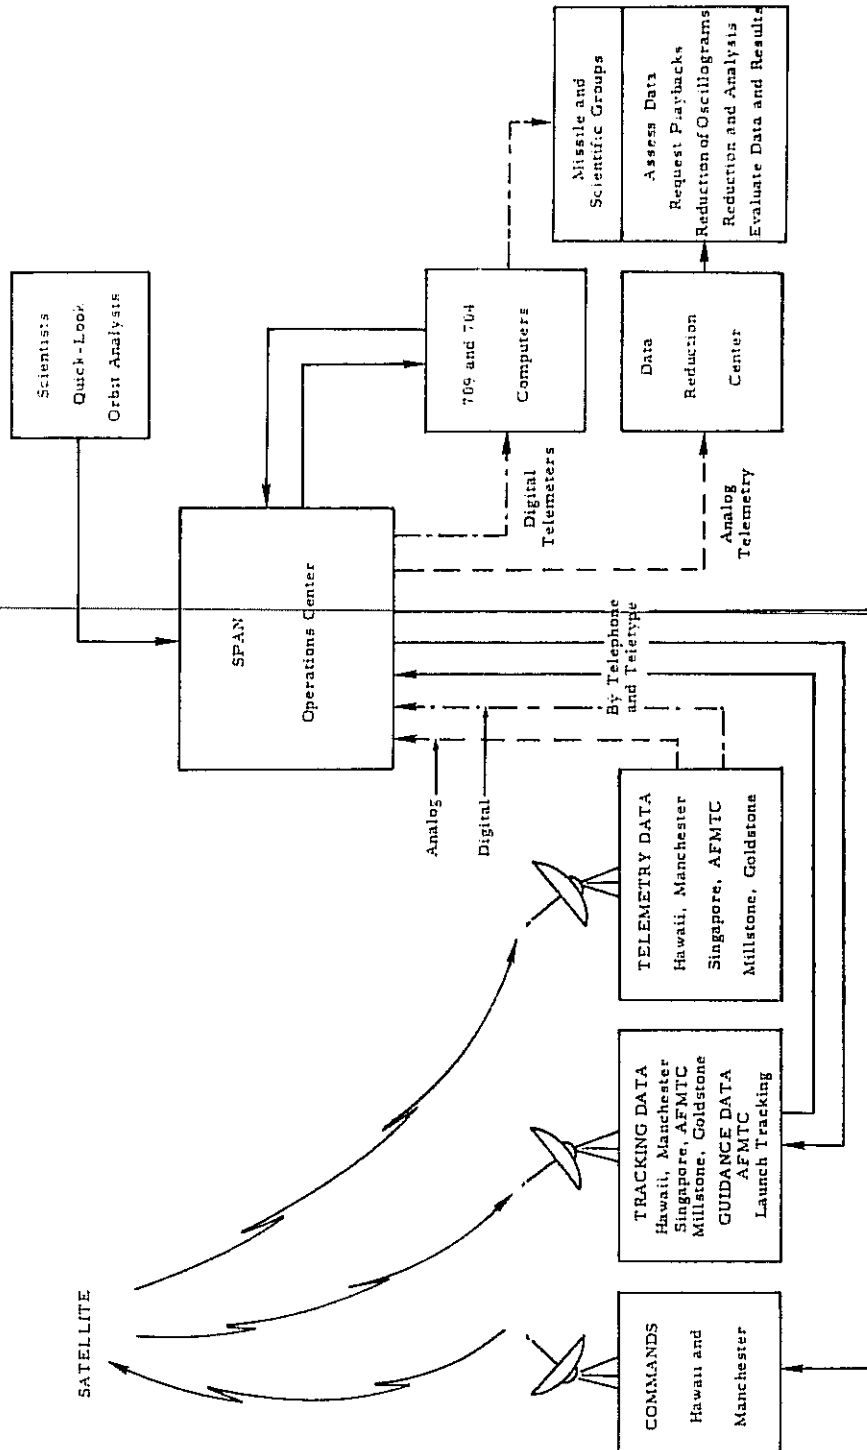 SATELLITE
COMMANDS
Hawaii and
Manchester
TRACKING DATA
Hawaii, Manchester
Singapore, AFMTC
Millstone, Goldstone
GUIDANCE DATA
AFMTC
Launch Tracking
TELEMETRY DATA
Hawaii, Manchester
Singapore, AFMTC
Millstone, Goldstone
Analog
Digital
By Telephone
and Teletype
SPAN
Operations Center
Scientists
Quick-Look
Orbit Analysis
Digital
Telemeters
Analog
Telemetry
709 and 704
Computers
Data
Reduction
Center
Missile and
Scientific Groups
Assess Data
Request Playbacks
Reduction of Oscillograms
Reduction and Analysis
Evaluate Data and Results